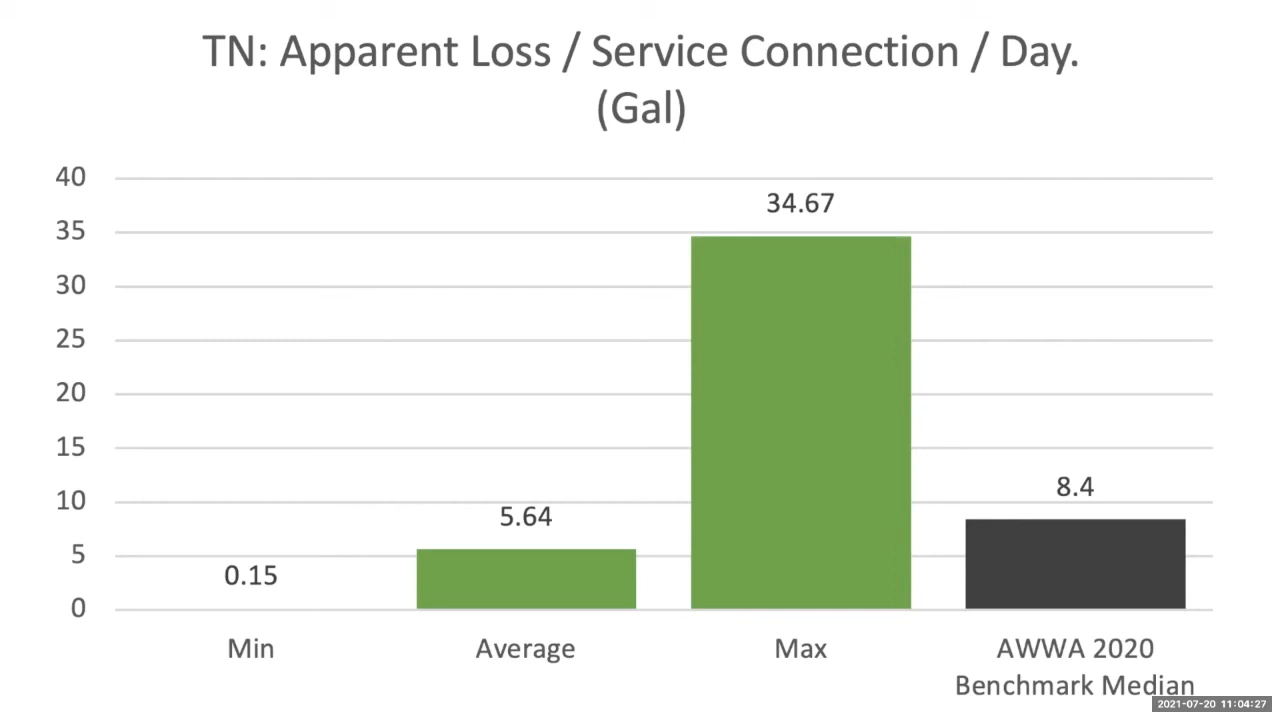 TN: Apparent Loss / Service Connection / Day.
(Gal)
40
35
30
25
20
15
10
5
0
0.15
5.64
34.67
8.4
Min
Average
Max
AWWA 2020
Benchmark Median
2021-07-20 11:04:27